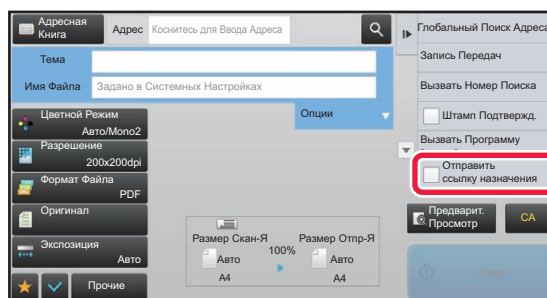 Адресная
Книга
Адрес
Коснитесь для Ввода Адреса
Тема
Имя Файла
Задано в Системных Настройках
Опции
Цветной Режим
Авто/Mono2
Разрешение
200x200dpi
Формат Файла
PDF
Оригинал
Экспозиция
Авто
Прочие
Размер Скан-Я
100%
Размер Отпр-Я
Авто
A4
Авто
A4
Глобальный Поиск Адреса
Запись Передач
Вызвать Номер Поиска
Штамп Подтвержд.
Вызвать Программу
Отправить
ссылку назначения
Предварит.
Просмотр
CA
Старт